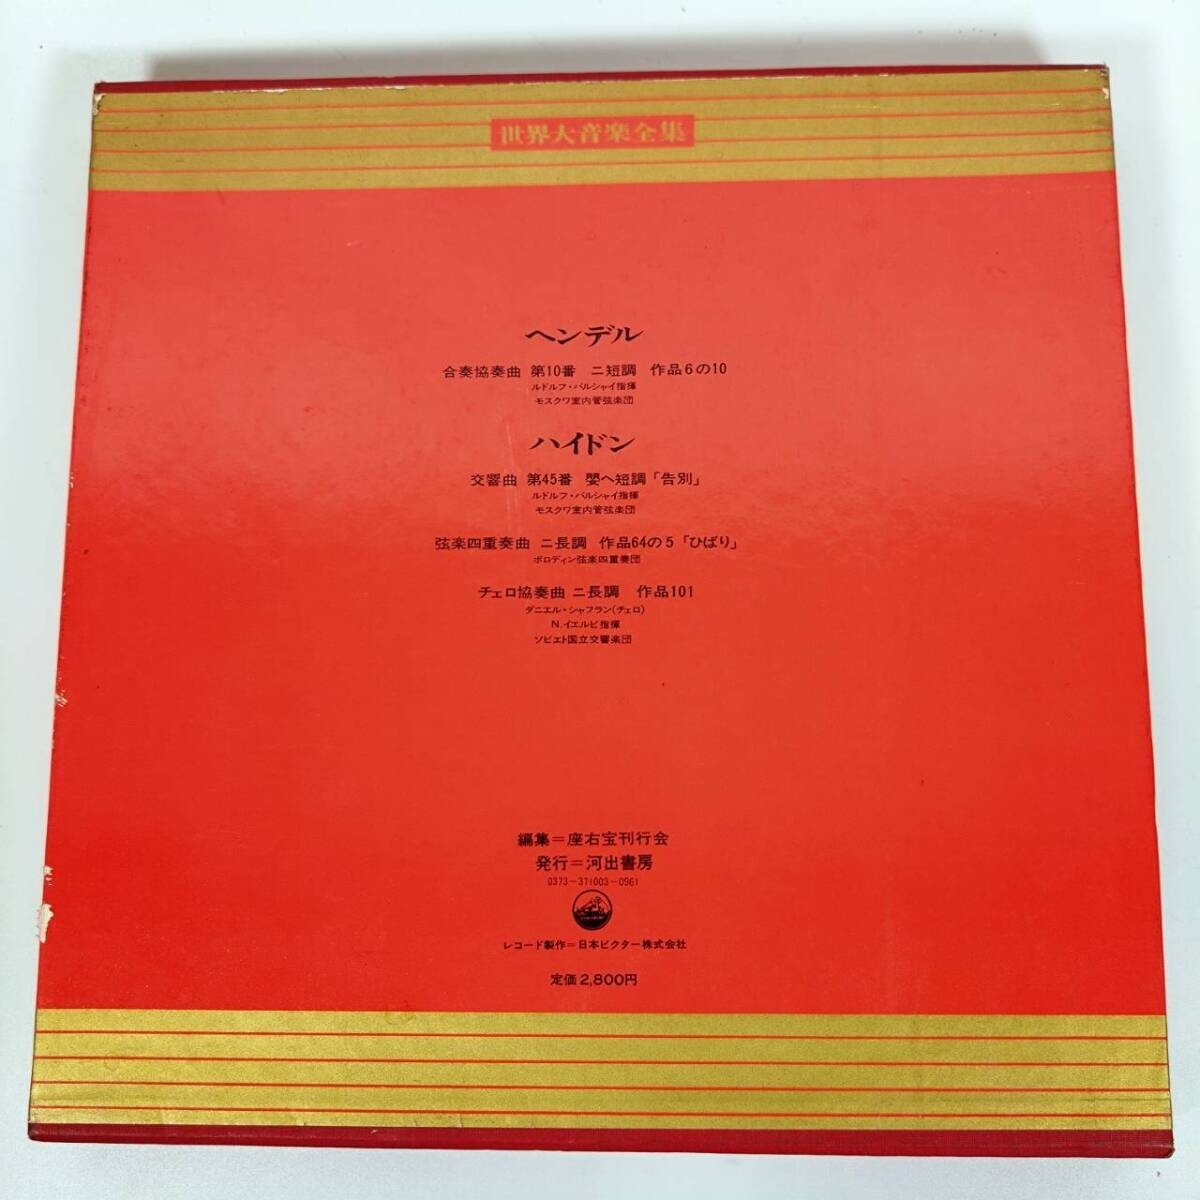 世界大音楽全集
ヘンデル
合奏協奏曲 第10番 ニ短調 作品6の10
ルドルフ・バルシャイ指揮
モスクワ室内管弦楽団
ハイドン
交響曲 第45番 嬰ヘ短調「告別」
ルドルフ・バルシャイ指揮
モスクワ室内管弦楽団
弦楽四重奏曲 ニ長調 作品64の5「ひばり」
ボロディン弦楽四重奏団
チェロ協奏曲 ニ長調 作品101
ダニエル・シャフラン(チェロ)
N.イエルビ指揮
ソビエト国立交響楽団
編集=座右宝刊行会
発行=河出書房
0373-371003-0961
レコード製作=日本ビクター株式会社
定価2,800円